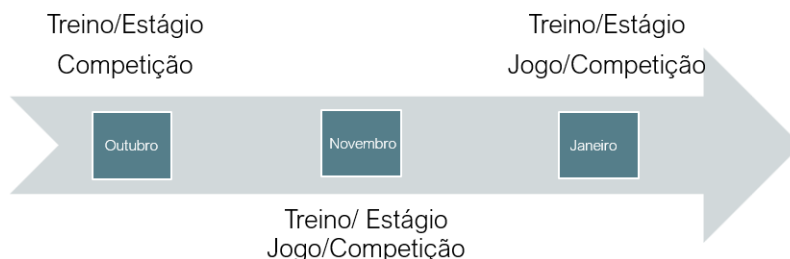 Treino/Estágio
Competição
Treino/Estágio
Jogo/Competição
Outubro
Novembro
Janeiro
Treino/ Estágio
Jogo/Competição